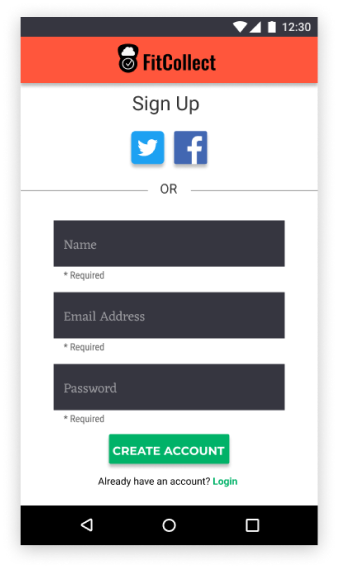 12:30
FitCollect
Sign Up
OR
Name
* Required
Email Address
* Required
Password
* Required
CREATE ACCOUNT
Already have an account? Login